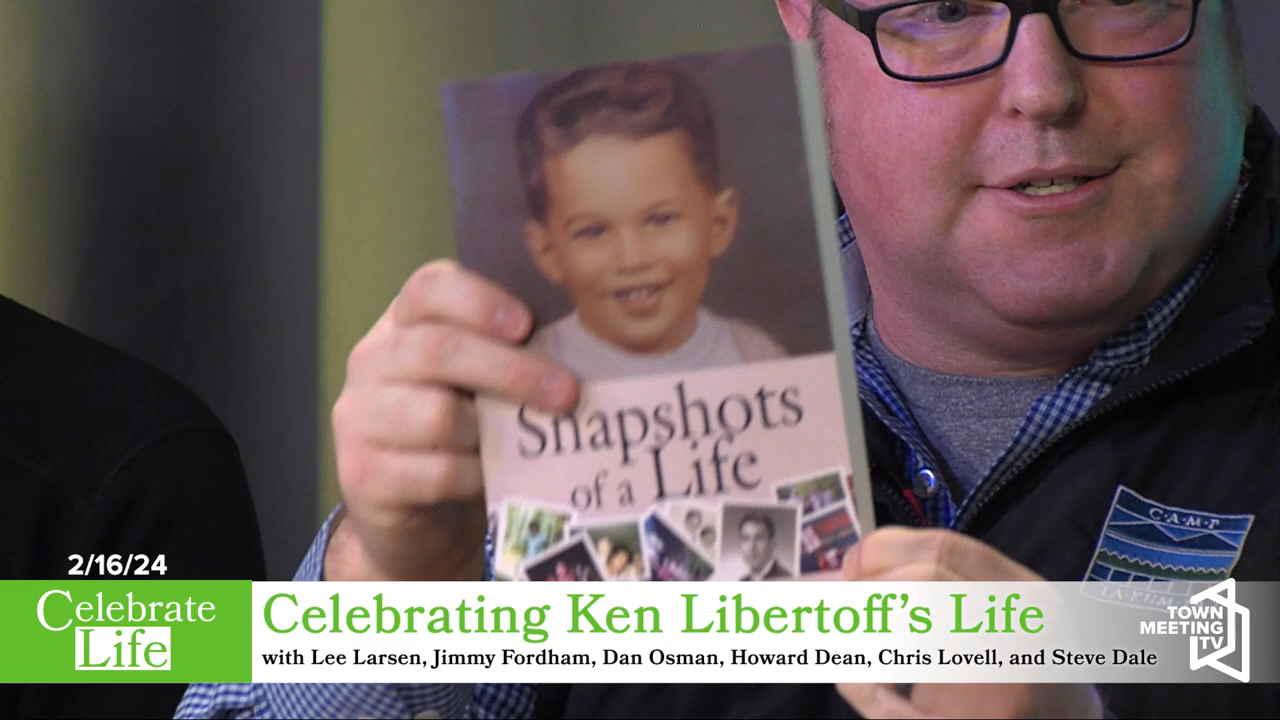 Snapshots
of a Life
CAMP
2/16/24
Celebrate
Life
Celebrating Ken Libertoff's Life
with Lee Larsen, Jimmy Fordham, Dan Osman, Howard Dean, Chris Lovell, and Steve Dale
TOWN
MEETING
TV